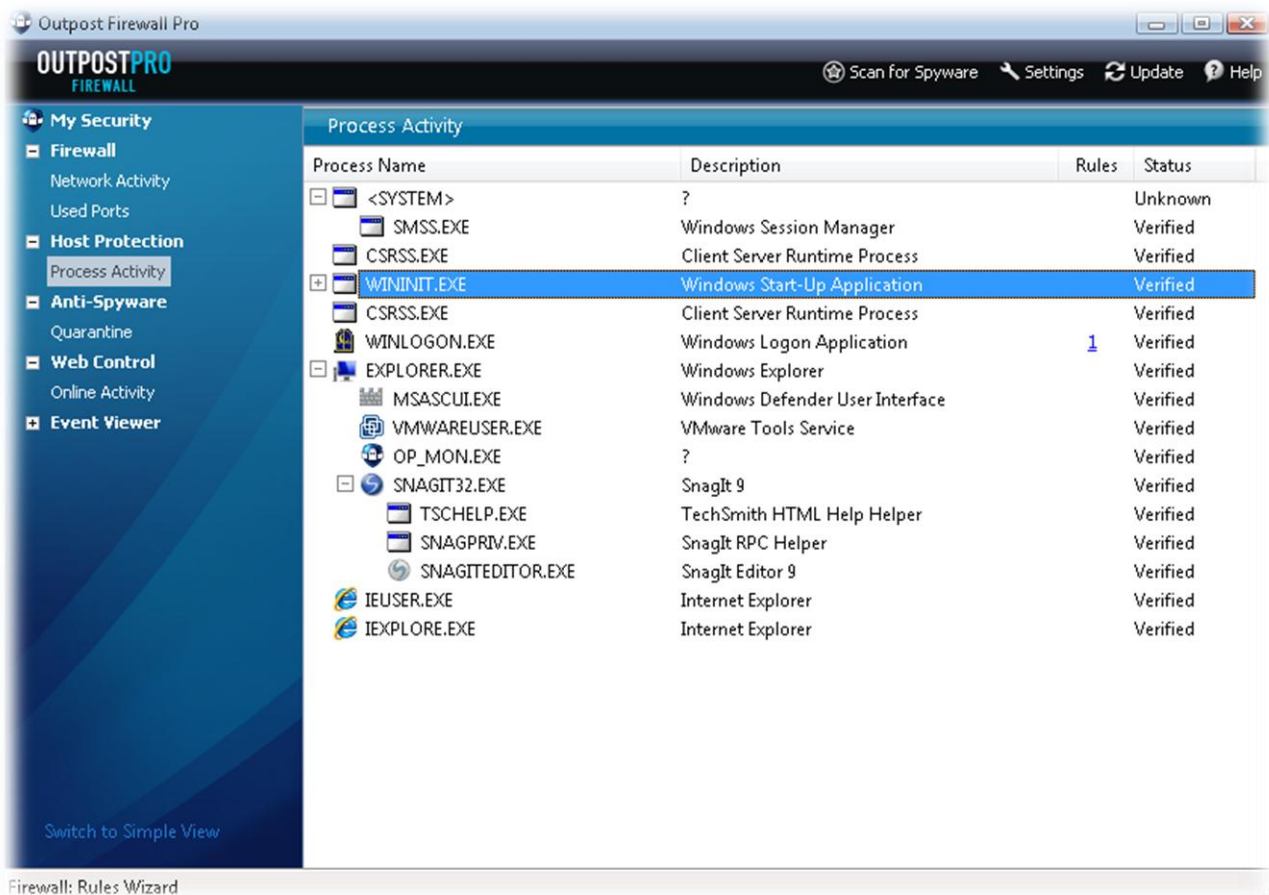 Outpost Firewall Pro
OUTPOSTPRO
FIREWALL
Scan for Spyware Settings Update Help
My Security
Firewall
Network Activity
Used Ports
Host Protection
Process Activity
Anti-Spyware
Quarantine
Web Control
Online Activity
Event Viewer
Switch to Simple View
Process Activity
Process Name Description Rules Status
<SYSTEM> ? Unknown
SMSS.EXE Windows Session Manager Verified
CSRSS.EXE Client Server Runtime Process Verified
WININIT.EXE Windows Start-Up Application Verified
CSRSS.EXE Client Server Runtime Process Verified
WINLOGON.EXE Windows Logon Application 1 Verified
EXPLORER.EXE Windows Explorer Verified
MSASCUI.EXE Windows Defender User Interface Verified
VMWAREUSER.EXE VMware Tools Service Verified
OP_MON.EXE ? Verified
SNAGIT32.EXE SnagIt 9 Verified
TSCHELP.EXE TechSmith HTML Help Helper Verified
SNAGPRIV.EXE SnagIt RPC Helper Verified
SNAGITEDITOR.EXE SnagIt Editor 9 Verified
IEUSER.EXE Internet Explorer Verified
IEXPLORE.EXE Internet Explorer Verified
Firewall: Rules Wizard